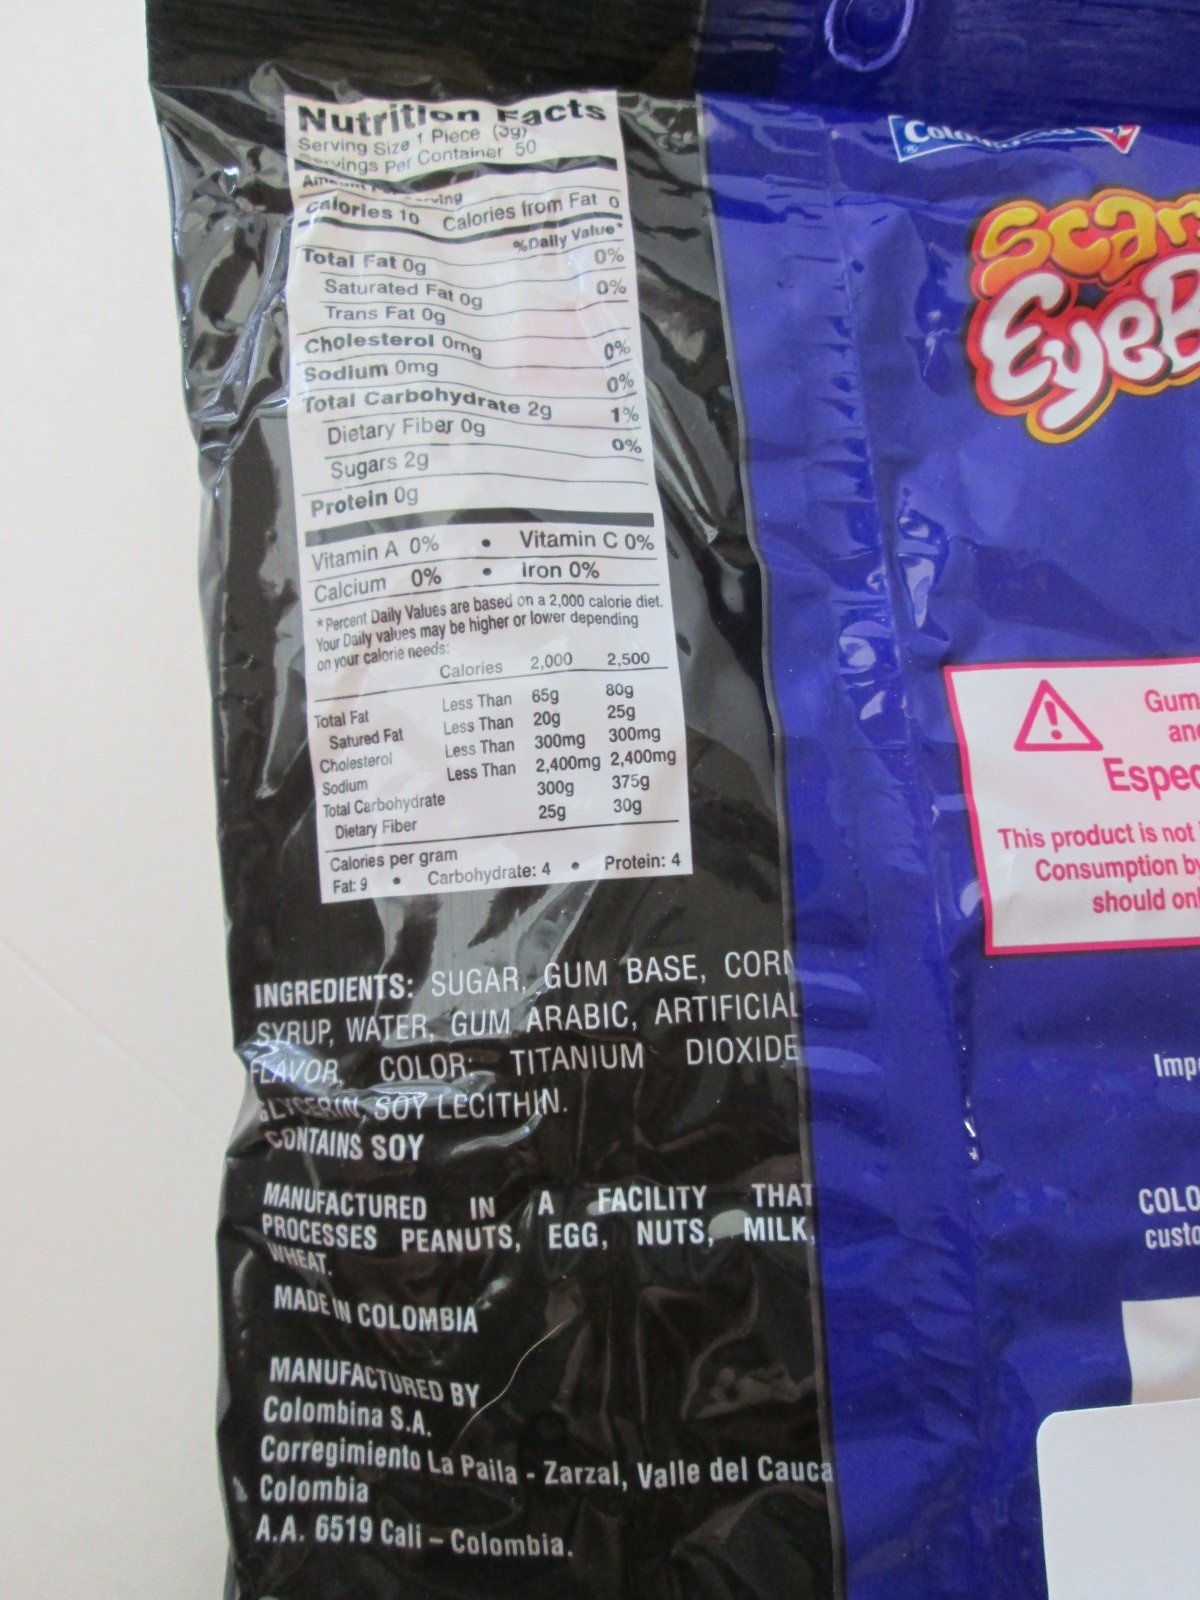 Nutrition Facts
Serving Size 1 Piece (3g)
Servings Per Container 50
Amount Per Serving
Calories 10 Calories from Fat 0
%Daily Value*
Total Fat 0g 0%
Saturated Fat 0g 0%
Trans Fat 0g
Cholesterol 0mg 0%
Sodium 0mg 0%
Total Carbohydrate 2g 1%
Dietary Fiber 0g 0%
Sugars 2g
Protein 0g
Vitamin A 0% • Vitamin C 0%
Calcium 0% • Iron 0%
*Percent Daily Values are based on a 2,000 calorie diet.
Your Daily values may be higher or lower depending
on your calorie needs:
Calories 2,000 2,500
Total Fat Less Than 65g 80g
Satured Fat Less Than 20g 25g
Cholesterol Less Than 300mg 300mg
Sodium Less Than 2,400mg 2,400mg
Total Carbohydrate 300g 375g
Dietary Fiber 25g 30g
Calories per gram
Fat: 9 • Carbohydrate: 4 • Protein: 4
INGREDIENTS: SUGAR, GUM BASE, CORN
SYRUP, WATER, GUM ARABIC, ARTIFICIAL
FLAVOR, COLOR: TITANIUM DIOXIDE
GLYCERIN, SOY LECITHIN.
CONTAINS SOY
MANUFACTURED IN A FACILITY THAT
PROCESSES PEANUTS, EGG, NUTS, MILK,
WHEAT.
MADE IN COLOMBIA
MANUFACTURED BY
Colombina S.A.
Corregimiento La Paila - Zarzal, Valle del Cauca
Colombia
A.A. 6519 Cali – Colombia.
Scar
EyeB
Gum
an
Espec
This product is not
Consumption by
should onl
Impo
COLO
custo